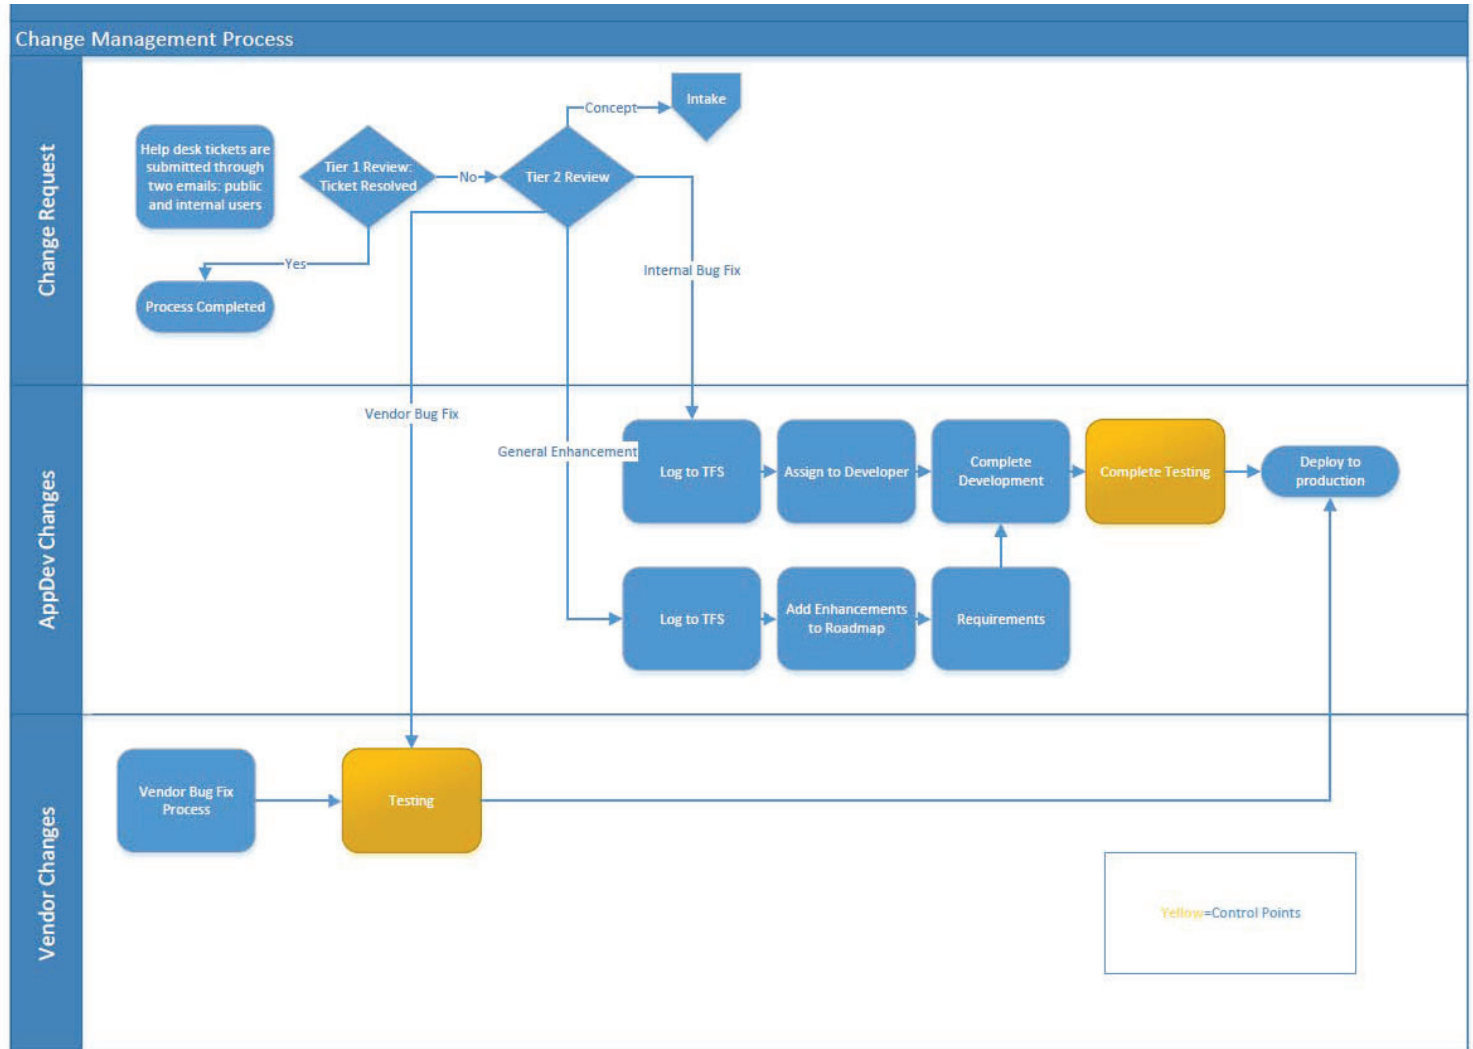 Change Management Process
Change Request
Help desk tickets are
submitted through
two emails: public
and internal users
Tier 1 Review:
Ticket Resolved
No
Tier 2 Review
Concept
Intake
Yes
Process Completed
Internal Bug Fix
AppDev Changes
Vendor Bug Fix
General Enhancement
Log to TFS
Assign to Developer
Complete
Development
Complete Testing
Deploy to
production
Log to TFS
Add Enhancements
to Roadmap
Requirements
Vendor Changes
Vendor Bug Fix
Process
Testing
Yellow=Control Points